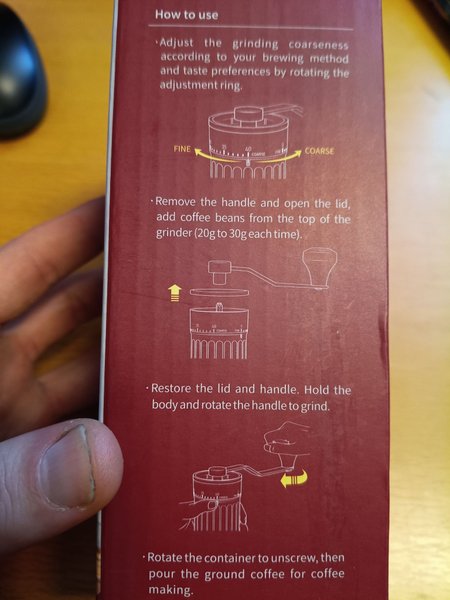 How to use
· Adjust the grinding coarseness
according to your brewing method
and taste preferences by rotating the
adjustment ring.
FINE
COARSE
· Remove the handle and open the lid,
add coffee beans from the top of the
grinder (20g to 30g each time).
· Restore the lid and handle. Hold the
body and rotate the handle to grind.
· Rotate the container to unscrew, then
pour the ground coffee for coffee
making.